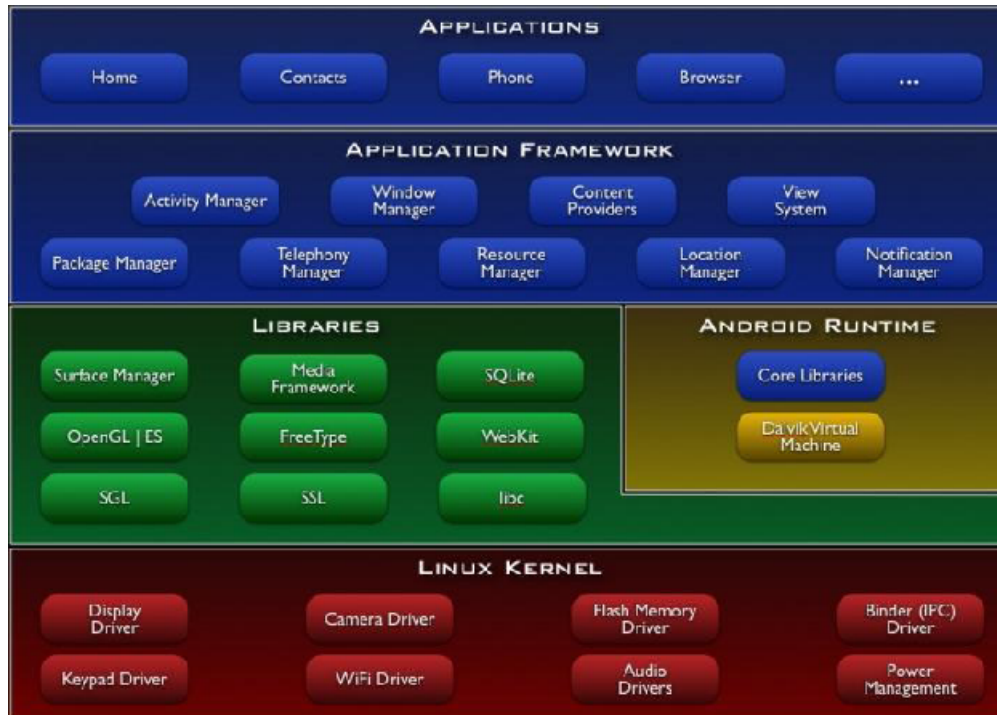 APPLICATIONS
Home
Contacts
Phone
Browser
...
APPLICATION FRAMEWORK
Activity Manager
Window
Manager
Content
Providers
View
System
Package Manager
Telephony
Manager
Resource
Manager
Location
Manager
Notification
Manager
LIBRARIES
Surface Manager
Media
Framework
SQLite
OpenGL | ES
FreeType
WebKit
SGL
SSL
libc
ANDROID RUNTIME
Core Libraries
Dalvik Virtual
Machine
LINUX KERNEL
Display
Driver
Camera Driver
Flash Memory
Driver
Binder (IPC)
Driver
Keypad Driver
WiFi Driver
Audio
Drivers
Power
Management